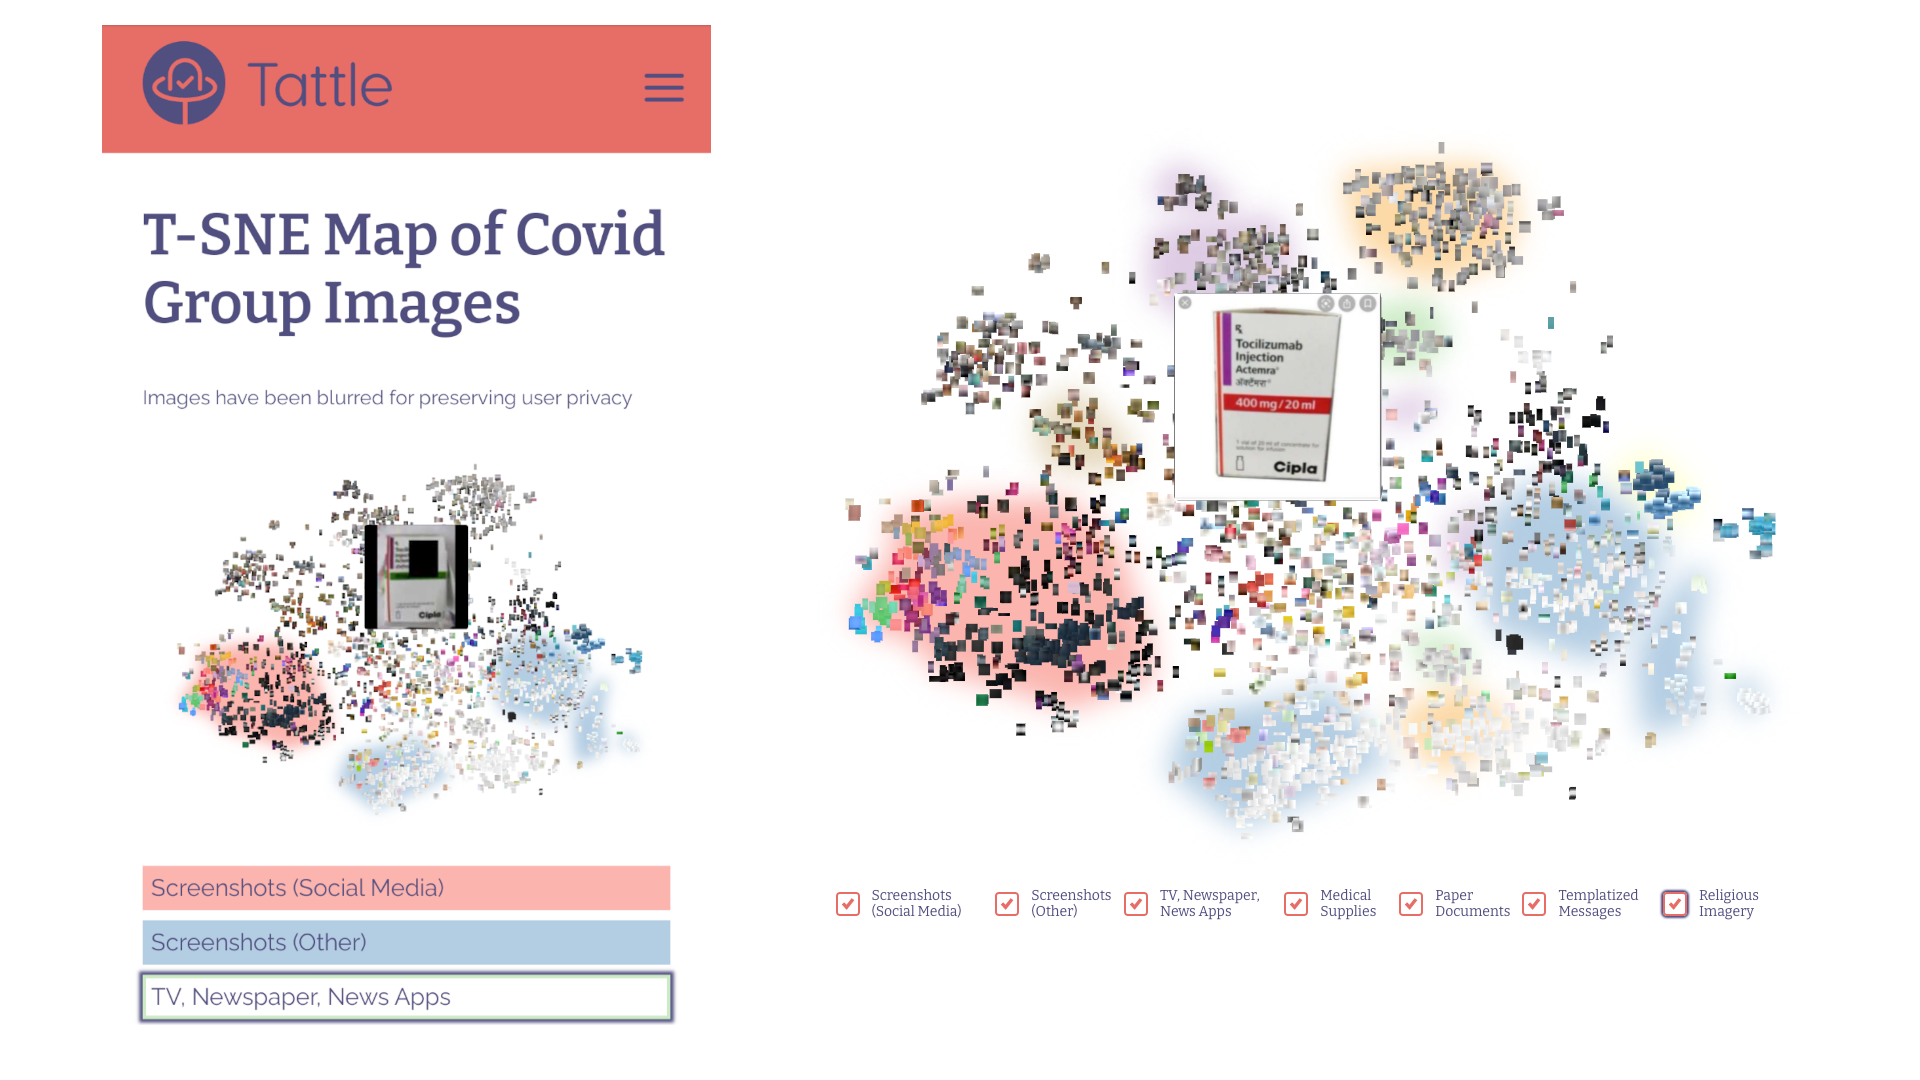 Tattle
T-SNE Map of Covid
Group Images
Images have been blurred for preserving user privacy
Cipla
Screenshots (Social Media)
Screenshots (Other)
TV, Newspaper, News Apps
Tocilizumab
Injection
Actemra
400 mg/20 ml
Cipla
Screenshots
(Social Media)
Screenshots
(Other)
TV, Newspaper,
News Apps
Medical
Supplies
Paper
Documents
Templatized
Messages
Religious
Imagery